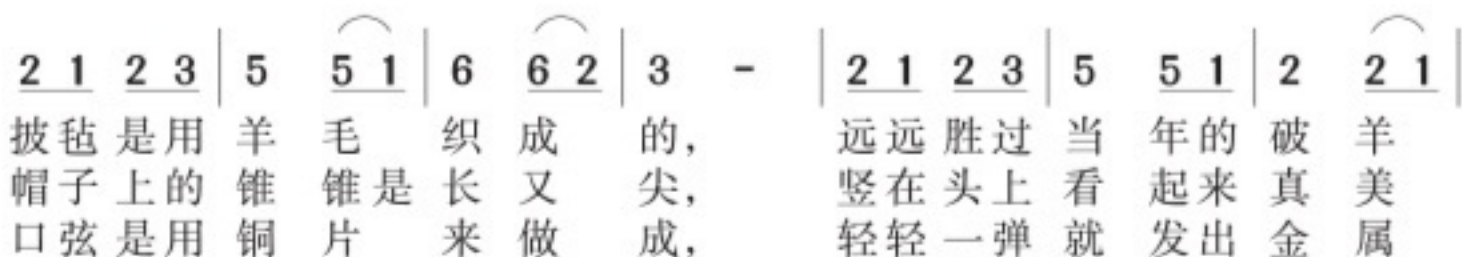 2 1 2 3 | 5 5 1 | 6 6 2 | 3 - | 2 1 2 3 | 5 5 1 | 2 2 1 |
披毡是用羊毛织成的，远远胜过当年的破羊
帽子上的锥锥是长又尖，竖在头上看起来真美
口弦是用铜片来做成，轻轻一弹就发出金属